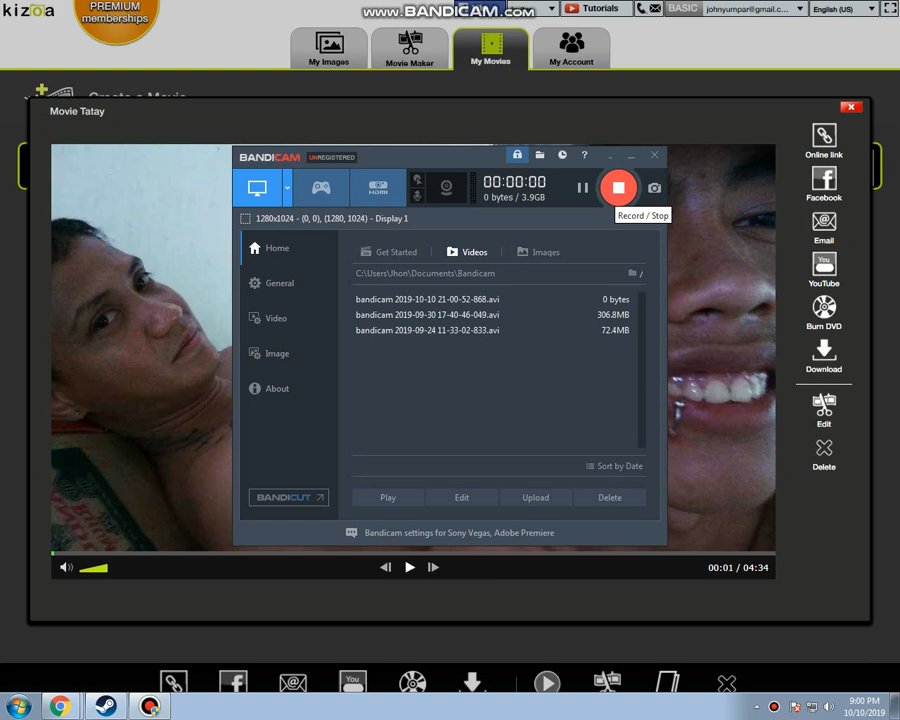 kizoa
PREMIUM
memberships
www.BANDICAM.com
Tutorials
BASIC
johnyumpar@gmail.c...
English (US)
My Images
Movie Maker
My Movies
My Account
Create a Movie
Movie Tatay
BANDICAM UNREGISTERED
HDMI
00:00:00
0 bytes / 3.9GB
Record / Stop
1280x1024 - (0, 0), (1280, 1024) - Display 1
Home
General
Video
Image
About
BANDICUT
Get Started
Videos
Images
C:\Users\Jhon\Documents\Bandicam
/
bandicam 2019-10-10 21-00-52-868.avi 0 bytes
bandicam 2019-09-30 17-40-46-049.avi 306.8MB
bandicam 2019-09-24 11-33-02-833.avi 72.4MB
Sort by Date
Play
Edit
Upload
Delete
Bandicam settings for Sony Vegas, Adobe Premiere
Online link
Facebook
Email
You
YouTube
Burn DVD
Download
Edit
Delete
00:01 / 04:34
You
9:00 PM
10/10/2019